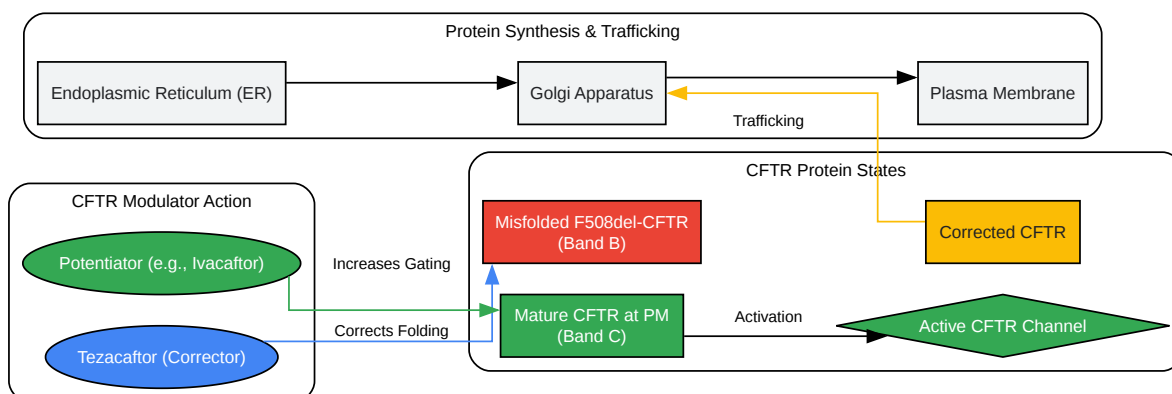 Protein Synthesis & Trafficking
Endoplasmic Reticulum (ER)
Golgi Apparatus
Plasma Membrane
Trafficking
CFTR Protein States
CFTR Modulator Action
Misfolded F508del-CFTR
(Band B)
Corrected CFTR
Potentiator (e.g., Ivacaftor)
Increases Gating
Mature CFTR at PM
(Band C)
Activation
Active CFTR Channel
Corrects Folding
Tezacaftor (Corrector)